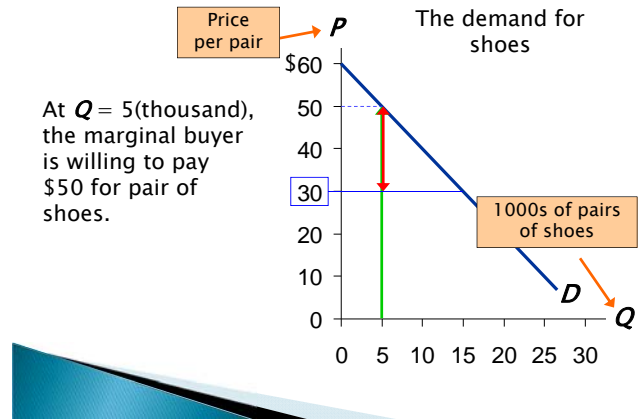 The demand for
shoes
Price
per pair
P
At Q = 5(thousand),
the marginal buyer
is willing to pay
$50 for pair of
shoes.
$60
50
40
30
20
10
0
1000s of pairs
of shoes
D
Q
0 5 10 15 20 25 30